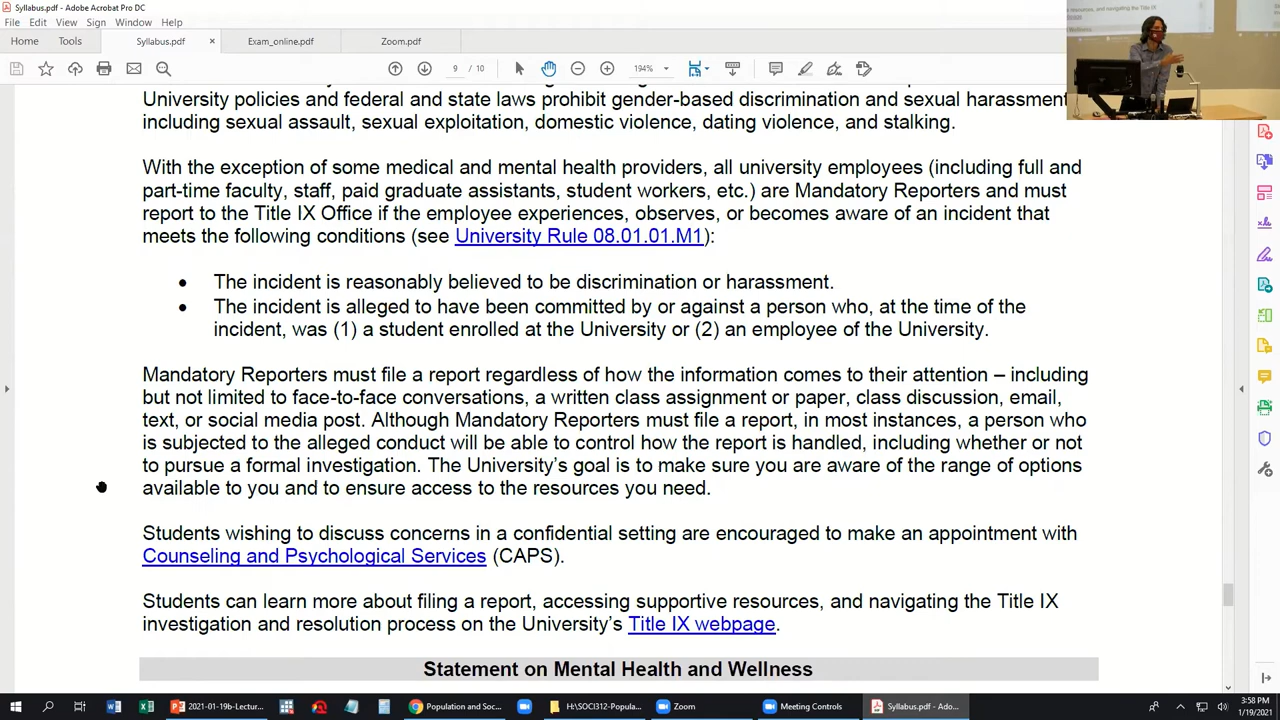 Syllabus.pdf - Adobe Acrobat Pro DC
File Edit View Sign Window Help
Home Tools Syllabus.pdf × Exam_online.pdf Zoom.pdf
9 / 10 194%
University policies and federal and state laws prohibit gender-based discrimination and sexual harassment
including sexual assault, sexual exploitation, domestic violence, dating violence, and stalking.
With the exception of some medical and mental health providers, all university employees (including full and
part-time faculty, staff, paid graduate assistants, student workers, etc.) are Mandatory Reporters and must
report to the Title IX Office if the employee experiences, observes, or becomes aware of an incident that
meets the following conditions (see University Rule 08.01.01.M1):
• The incident is reasonably believed to be discrimination or harassment.
• The incident is alleged to have been committed by or against a person who, at the time of the
incident, was (1) a student enrolled at the University or (2) an employee of the University.
Mandatory Reporters must file a report regardless of how the information comes to their attention – including
but not limited to face-to-face conversations, a written class assignment or paper, class discussion, email,
text, or social media post. Although Mandatory Reporters must file a report, in most instances, a person who
is subjected to the alleged conduct will be able to control how the report is handled, including whether or not
to pursue a formal investigation. The University's goal is to make sure you are aware of the range of options
available to you and to ensure access to the resources you need.
Students wishing to discuss concerns in a confidential setting are encouraged to make an appointment with
Counseling and Psychological Services (CAPS).
Students can learn more about filing a report, accessing supportive resources, and navigating the Title IX
investigation and resolution process on the University's Title IX webpage.
Statement on Mental Health and Wellness
2021-01-19b-Lectur... Population and Soc... H:\SOCI312-Popula... Zoom Meeting Controls Syllabus.pdf - Ado...
3:58 PM
1/19/2021